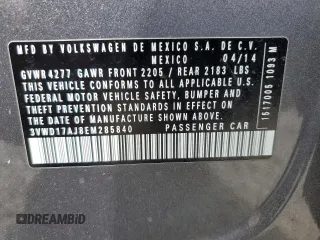 MFD BY VOLKSWAGEN DE MEXICO S.A. DE C.V.
MEXICO 04/14
GVWR 4277 GAWR FRONT 2205 / REAR 2183 LBS
THIS VEHICLE CONFORMS TO ALL APPLICABLE U.S.
FEDERAL MOTOR VEHICLE SAFETY, BUMPER AND
THEFT PREVENTION STANDARDS IN EFFECT ON THE
DATE OF MANUFACTURE SHOWN ABOVE.
3VWD17AJ8EM285840 PASSENGER CAR
1517005 1093 M
DREAMBID